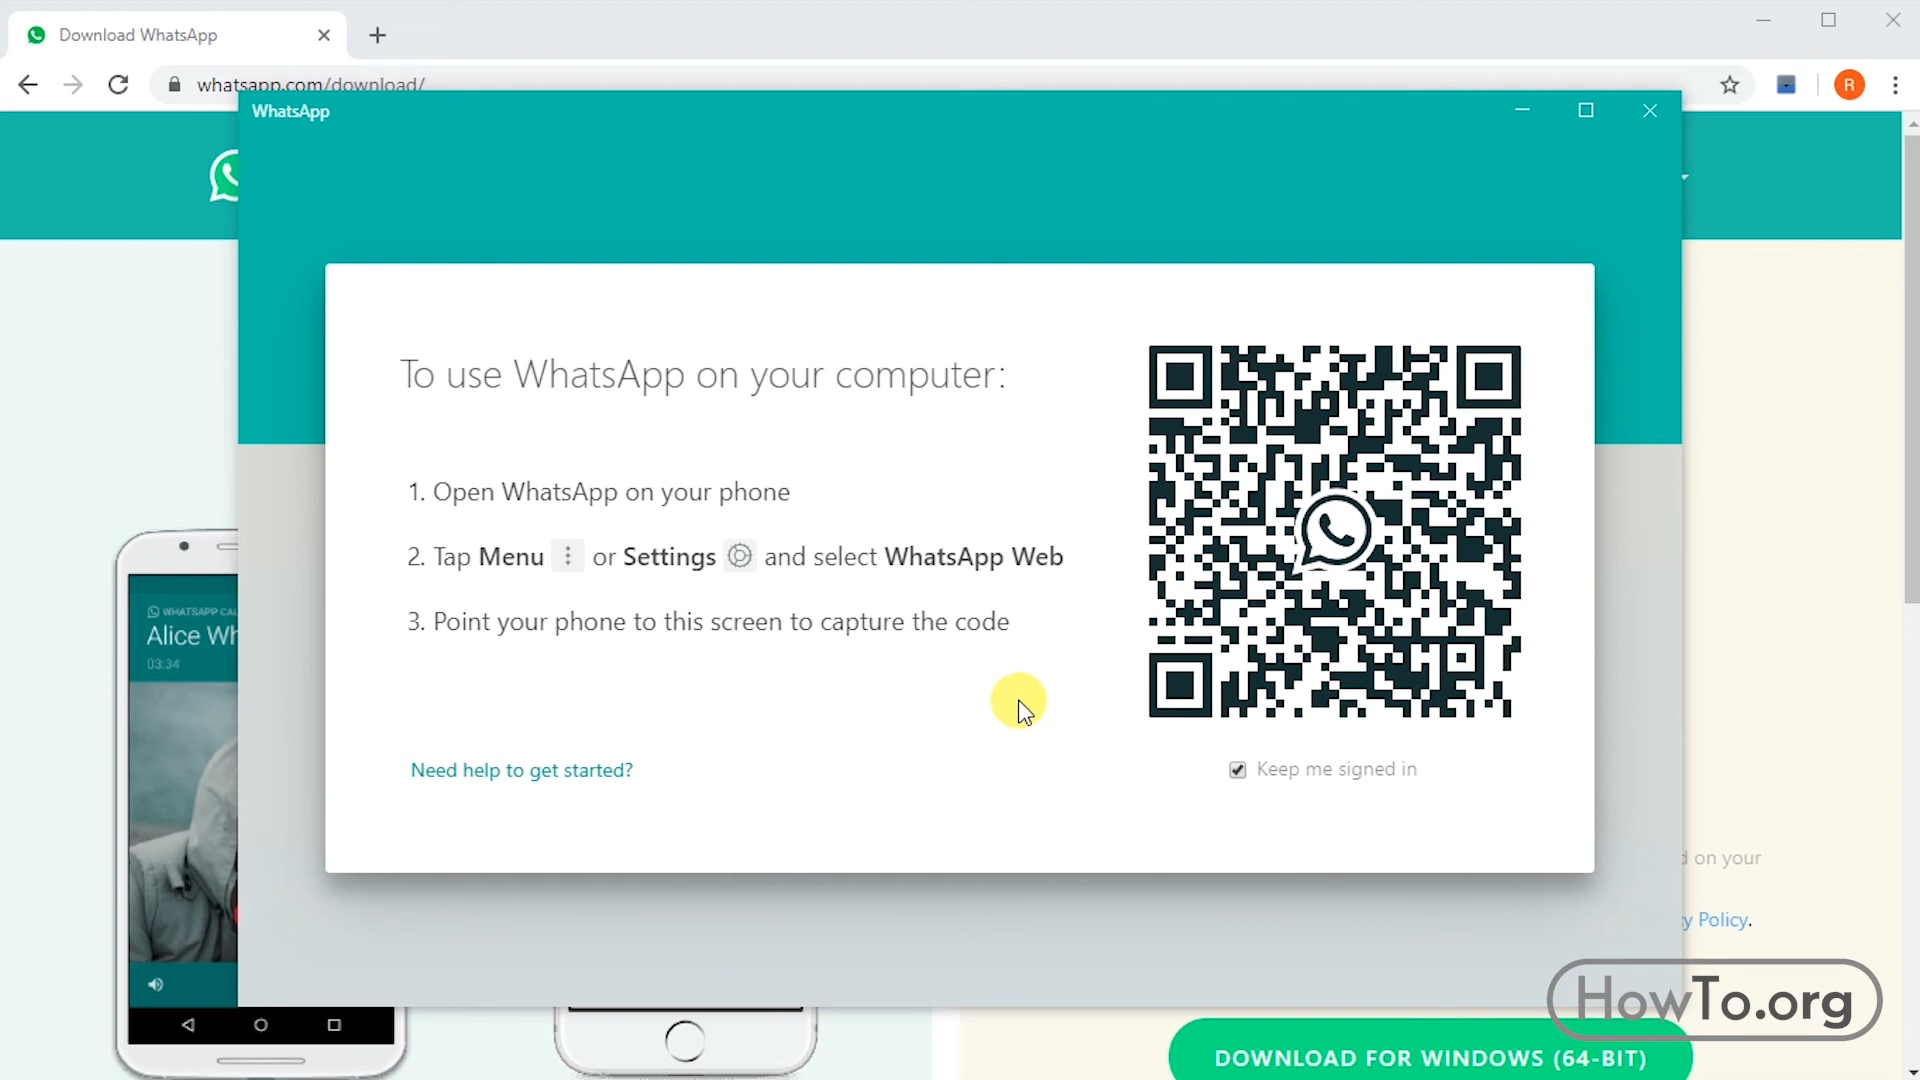 Download WhatsApp
whatsapp.com/download/
R
WhatsApp
To use WhatsApp on your computer:
1. Open WhatsApp on your phone
2. Tap Menu or Settings and select WhatsApp Web
3. Point your phone to this screen to capture the code
Need help to get started?
Keep me signed in
WHATSAPP CAL
Alice Wh
03:34
d on your
y Policy.
HowTo.org
DOWNLOAD FOR WINDOWS (64-BIT)